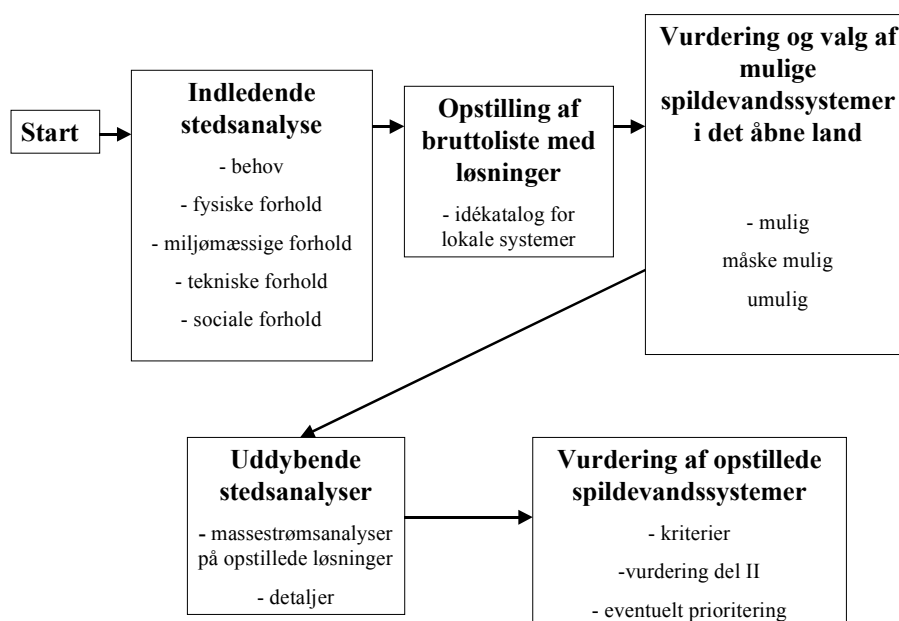 Start
Indledende
stedsanalyse
- behov
- fysiske forhold
- miljømæssige forhold
- tekniske forhold
- sociale forhold
Opstilling af
bruttoliste med
løsninger
- idékatalog for
lokale systemer
Vurdering og valg af
mulige
spildevandssystemer
i det åbne land
- mulig
måske mulig
umulig
Uddybende
stedsanalyser
- massestrømsanalyser
på opstillede løsninger
- detaljer
Vurdering af opstillede
spildevandssystemer
- kriterier
-vurdering del II
- eventuelt prioritering